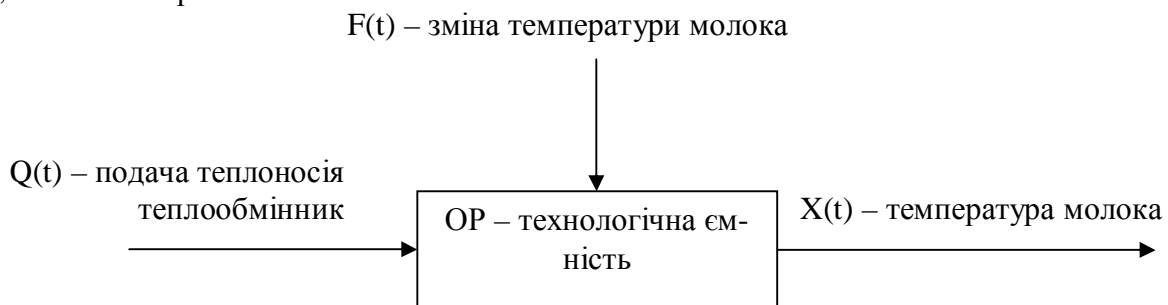 F(t) – зміна температури молока
Q(t) – подача теплоносія
теплообмінник
ОР – технологічна єм-
ність
X(t) – температура молока